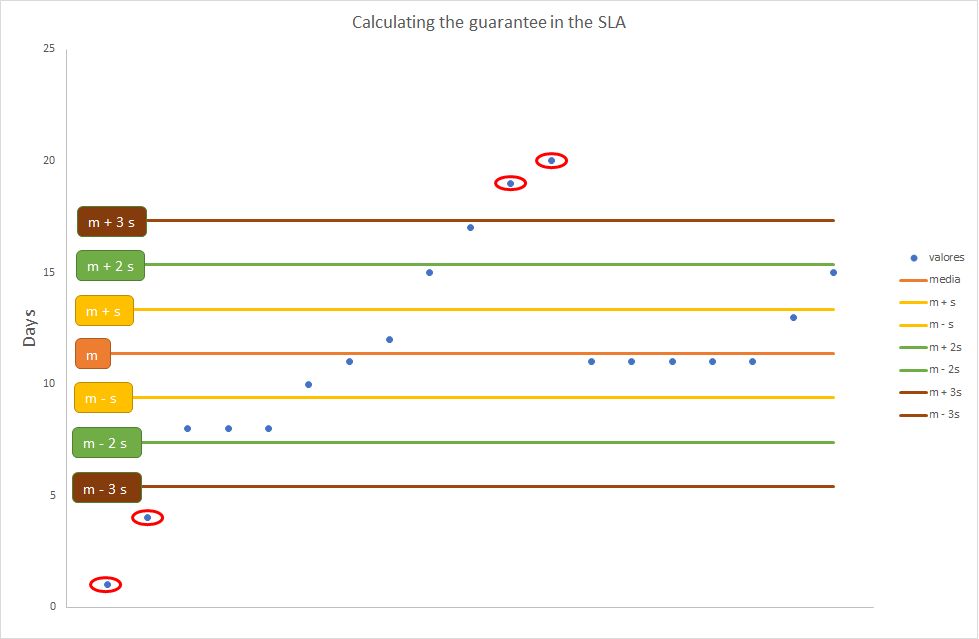 Calculating the guarantee in the SLA
25
20
15
10
5
0
Days
m + 3 s
m + 2 s
m + s
m
m - s
m - 2 s
m - 3 s
valores
media
m + s
m - s
m + 2s
m - 2s
m + 3s
m - 3s